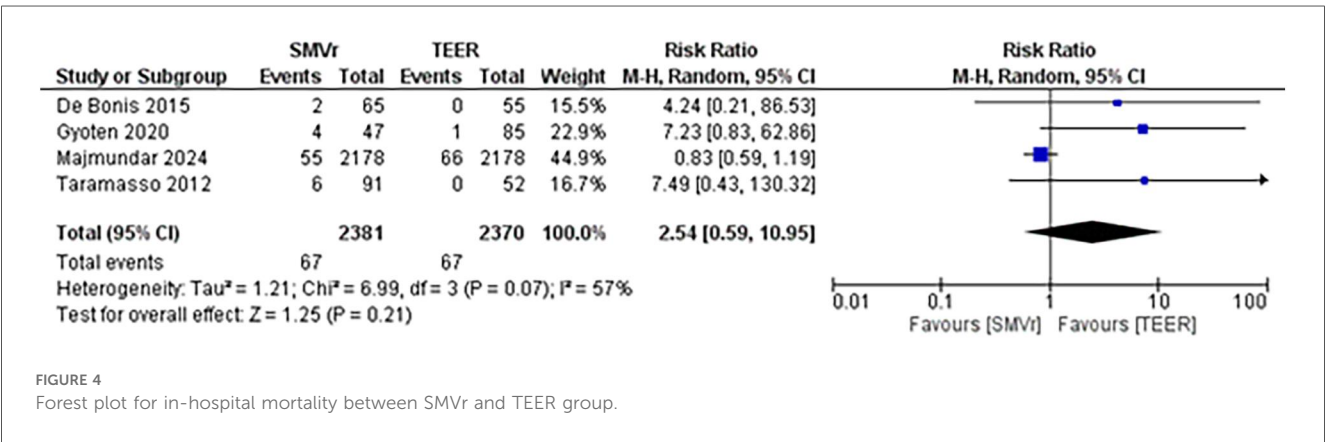 SMVr TEER Risk Ratio Risk Ratio
Study or Subgroup Events Total Events Total Weight M-H, Random, 95% CI M-H, Random, 95% CI
De Bonis 2015 2 65 0 55 15.5% 4.24 [0.21, 86.53]
Gyoten 2020 4 47 1 85 22.9% 7.23 [0.83, 62.86]
Majmundar 2024 55 2178 66 2178 44.9% 0.83 [0.59, 1.19]
Taramasso 2012 6 91 0 52 16.7% 7.49 [0.43, 130.32]
Total (95% CI) 2381 2370 100.0% 2.54 [0.59, 10.95]
Total events 67 67
Heterogeneity: Tau² = 1.21; Chi² = 6.99, df = 3 (P = 0.07); I² = 57%
Test for overall effect: Z = 1.25 (P = 0.21)
0.01 0.1 1 10 100
Favours [SMVr] Favours [TEER]
FIGURE 4
Forest plot for in-hospital mortality between SMVr and TEER group.